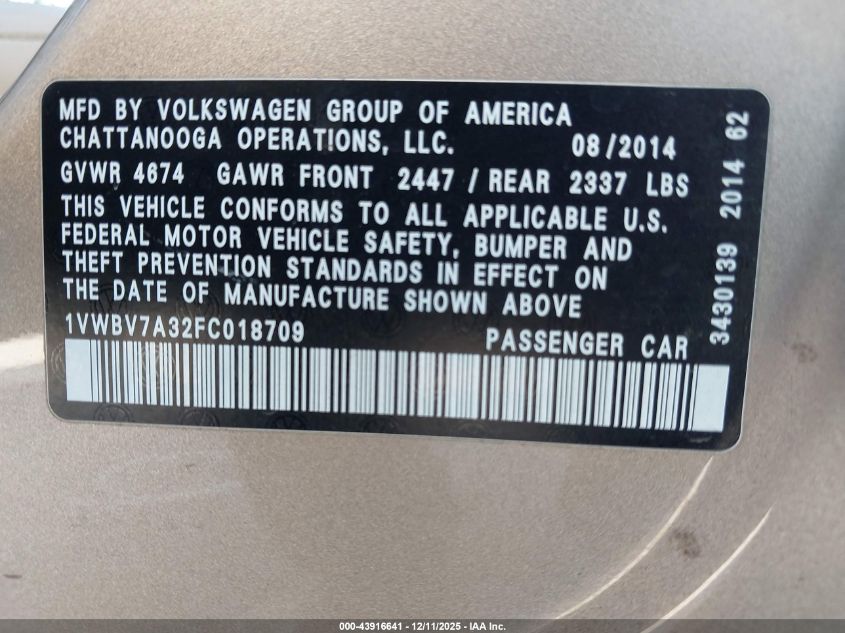 MFD BY VOLKSWAGEN GROUP OF AMERICA
CHATTANOOGA OPERATIONS, LLC. 08/2014
GVWR 4674 GAWR FRONT 2447 / REAR 2337 LBS
THIS VEHICLE CONFORMS TO ALL APPLICABLE U.S.
FEDERAL MOTOR VEHICLE SAFETY, BUMPER AND
THEFT PREVENTION STANDARDS IN EFFECT ON
THE DATE OF MANUFACTURE SHOWN ABOVE
1VWBV7A32FC018709 PASSENGER CAR
3430139 2014 62
000-43916641 - 12/11/2025 - IAA Inc.